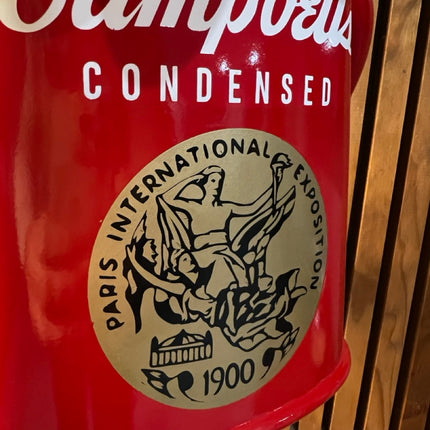 Campbell's
CONDENSED
PARIS INTERNATIONAL EXPOSITION
1900